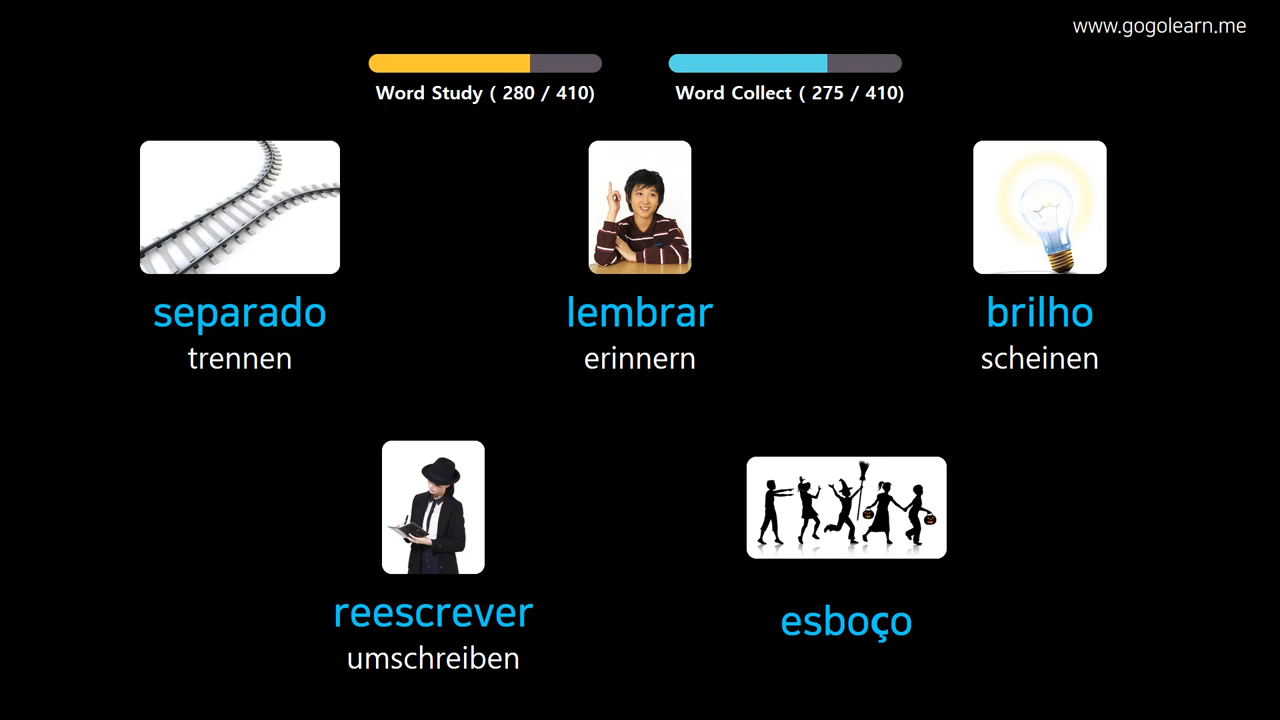 www.gogolearn.me
Word Study ( 280 / 410)
Word Collect ( 275 / 410)
separado
trennen
lembrar
erinnern
brilho
scheinen
reescrever
umschreiben
esboço